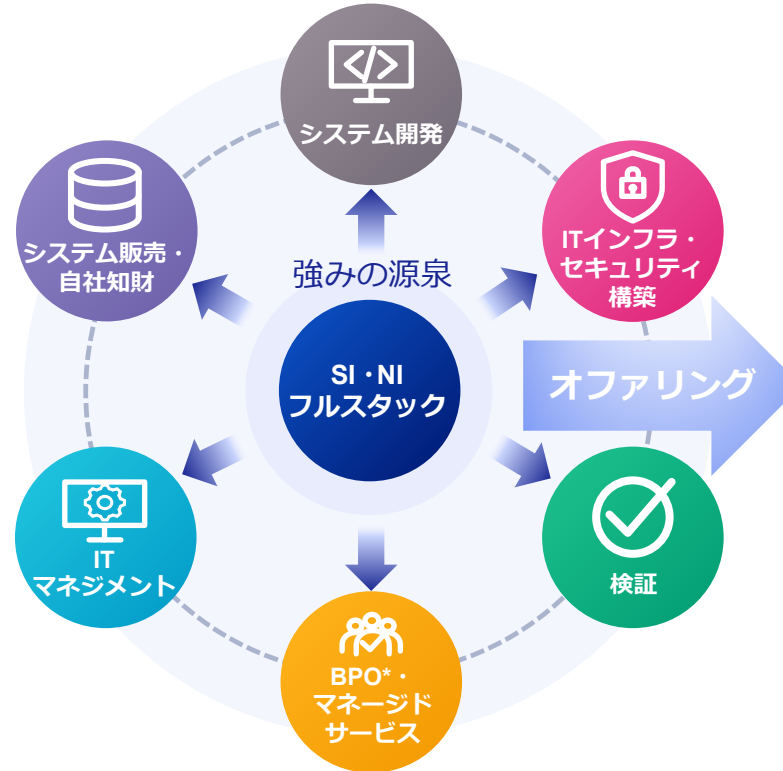 システム開発
システム販売・
自社知財
ITインフラ・
セキュリティ
構築
強みの源泉
SI・NI
フルスタック
オファリング
IT
マネジメント
検証
BPO*・
マネージド
サービス